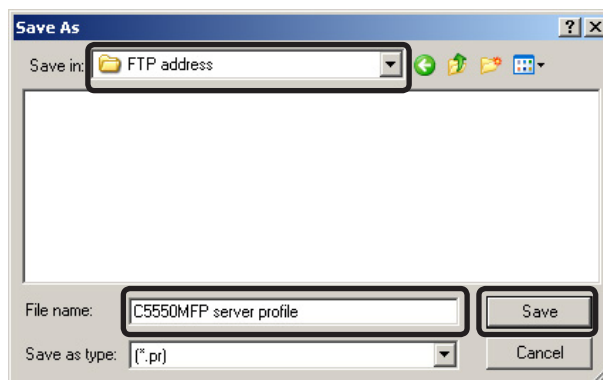 Save As
Save in: FTP address
File name: C5550MFP server profile
Save
Save as type: (*.pr)
Cancel